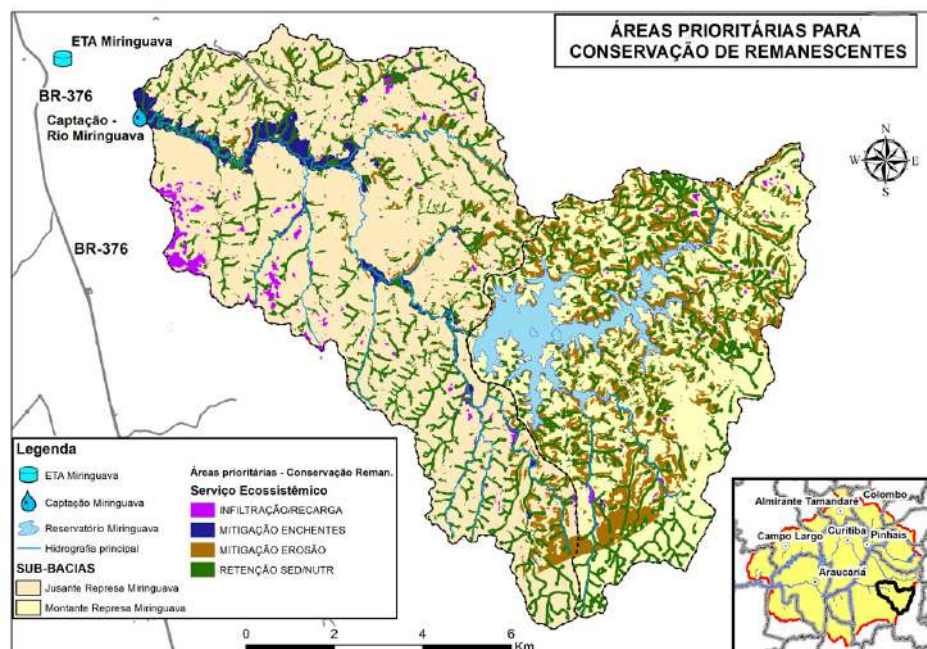 ÁREAS PRIORITÁRIAS PARA
CONSERVAÇÃO DE REMANESCENTES
ETA Miringuava
BR-376
Captação -
Rio Miringuava
BR-376
N
W E
S
Legenda
ETA Miringuava
Captação Miringuava
Reservatório Miringuava
Hidrografia principal
SUB-BACIAS
Jusante Represa Miringuava
Montante Represa Miringuava
Áreas prioritárias - Conservação Reman.
Serviço Ecossistêmico
INFILTRAÇÃO/RECARGA
MITIGAÇÃO ENCHENTES
MITIGAÇÃO EROSÃO
RETENÇÃO SED/NUTR
0 2 4 6
Km
Almirante Tamandaré
Colombo
Campo Largo
Curitiba
Pinhais
Araucária